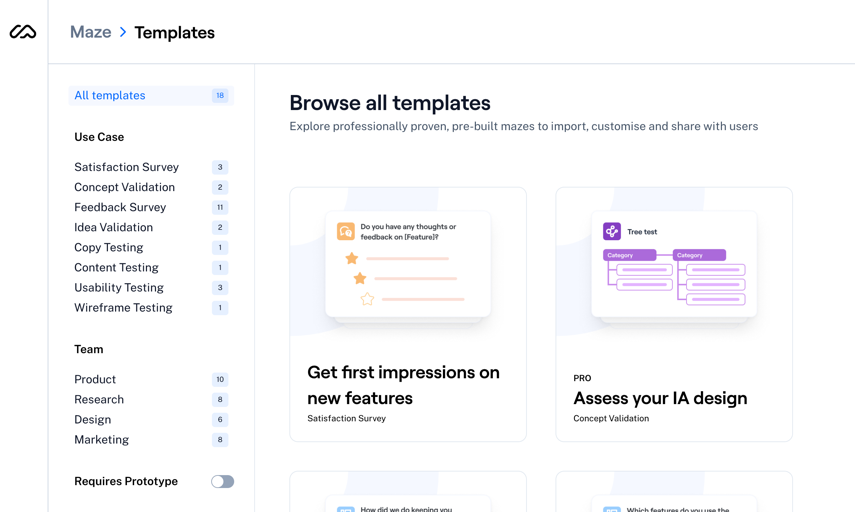 Maze > Templates
All templates 18
Use Case
Satisfaction Survey 3
Concept Validation 2
Feedback Survey 11
Idea Validation 2
Copy Testing 1
Content Testing 1
Usability Testing 3
Wireframe Testing 1
Team
Product 10
Research 8
Design 6
Marketing 8
Requires Prototype
Browse all templates
Explore professionally proven, pre-built mazes to import, customise and share with users
Do you have any thoughts or
feedback on [Feature]?
Get first impressions on
new features
Satisfaction Survey
Tree test
Category Category
PRO
Assess your IA design
Concept Validation
How did we do keeping you
Which features do you use the